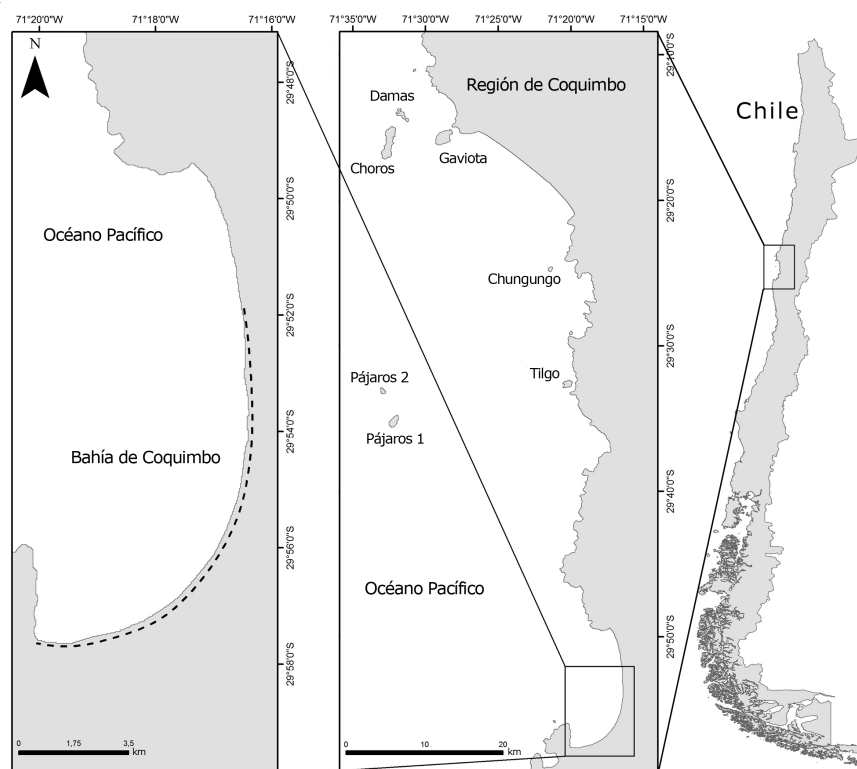 71°20'0"O 71°18'0"O 71°16'0"O
N
29°48'0"S
29°50'0"S
Océano Pacífico
29°52'0"S
29°54'0"S
Bahía de Coquimbo
29°56'0"S
29°58'0"S
0 1,75 3,5
km
71°35'0"O 71°30'0"O 71°25'0"O 71°20'0"O 71°15'0"O
29°10'0"S
Región de Coquimbo
Damas
Choros
Gaviota
29°20'0"S
Chungungo
29°30'0"S
Tilgo
Pájaros 2
Pájaros 1
29°40'0"S
Océano Pacífico
29°50'0"S
0 10 20
km
Chile